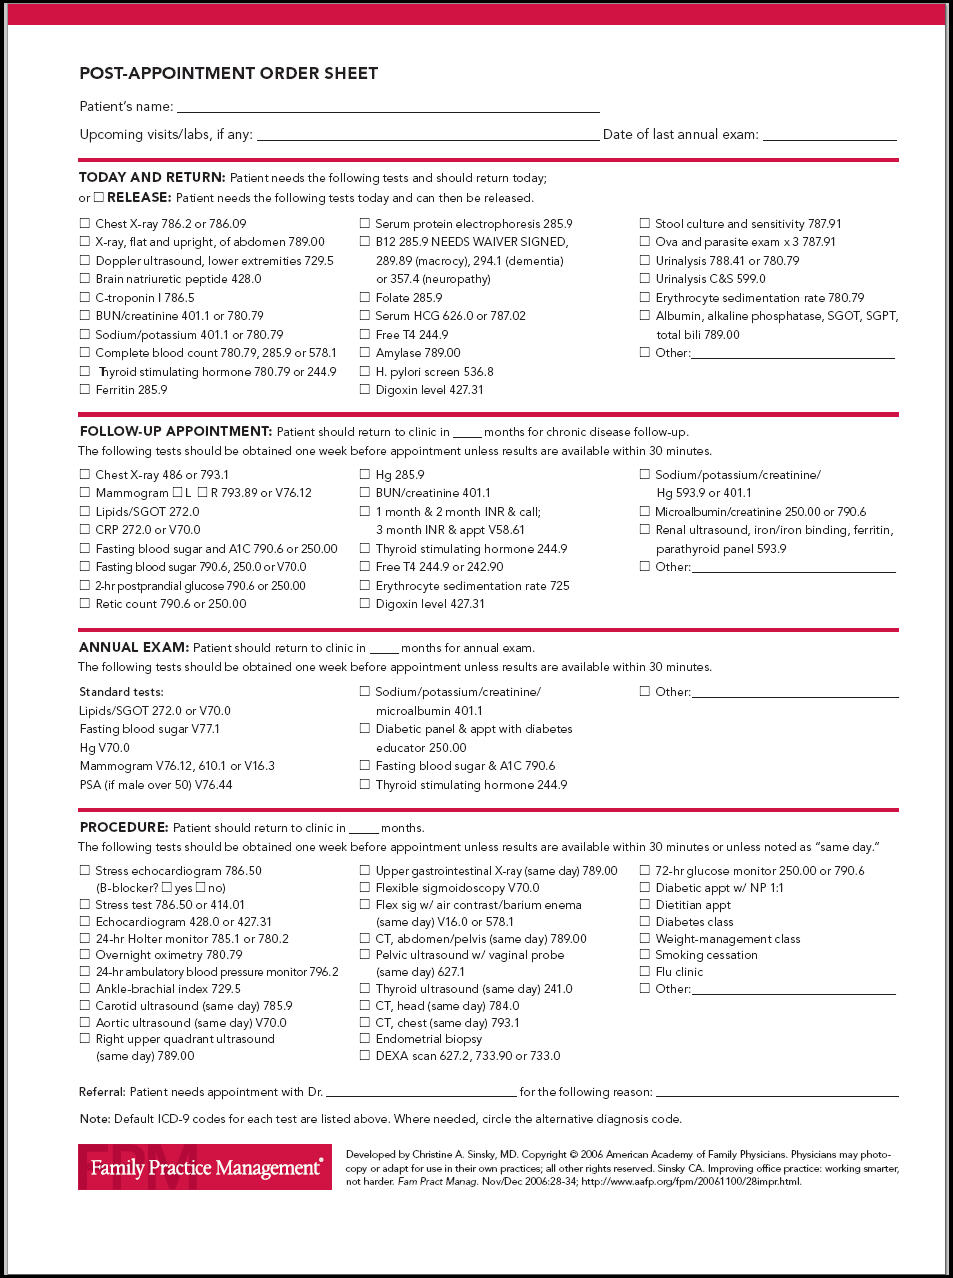 POST-APPOINTMENT ORDER SHEET
Patient's name:
Upcoming visits/labs, if any: Date of last annual exam:
TODAY AND RETURN: Patient needs the following tests and should return today;
or ☐ RELEASE: Patient needs the following tests today and can then be released.
☐ Chest X-ray 786.2 or 786.09
☐ X-ray, flat and upright, of abdomen 789.00
☐ Doppler ultrasound, lower extremities 729.5
☐ Brain natriuretic peptide 428.0
☐ C-troponin I 786.5
☐ BUN/creatinine 401.1 or 780.79
☐ Sodium/potassium 401.1 or 780.79
☐ Complete blood count 780.79, 285.9 or 578.1
☐ Thyroid stimulating hormone 780.79 or 244.9
☐ Ferritin 285.9
☐ Serum protein electrophoresis 285.9
☐ B12 285.9 NEEDS WAIVER SIGNED,
289.89 (macrocy), 294.1 (dementia)
or 357.4 (neuropathy)
☐ Folate 285.9
☐ Serum HCG 626.0 or 787.02
☐ Free T4 244.9
☐ Amylase 789.00
☐ H. pylori screen 536.8
☐ Digoxin level 427.31
☐ Stool culture and sensitivity 787.91
☐ Ova and parasite exam x 3 787.91
☐ Urinalysis 788.41 or 780.79
☐ Urinalysis C&S 599.0
☐ Erythrocyte sedimentation rate 780.79
☐ Albumin, alkaline phosphatase, SGOT, SGPT,
total bili 789.00
☐ Other:
FOLLOW-UP APPOINTMENT: Patient should return to clinic in ____ months for chronic disease follow-up.
The following tests should be obtained one week before appointment unless results are available within 30 minutes.
☐ Chest X-ray 486 or 793.1
☐ Mammogram ☐ L ☐ R 793.89 or V76.12
☐ Lipids/SGOT 272.0
☐ CRP 272.0 or V70.0
☐ Fasting blood sugar and A1C 790.6 or 250.00
☐ Fasting blood sugar 790.6, 250.0 or V70.0
☐ 2-hr postprandial glucose 790.6 or 250.00
☐ Retic count 790.6 or 250.00
☐ Hg 285.9
☐ BUN/creatinine 401.1
☐ 1 month & 2 month INR & call;
3 month INR & appt V58.61
☐ Thyroid stimulating hormone 244.9
☐ Free T4 244.9 or 242.90
☐ Erythrocyte sedimentation rate 725
☐ Digoxin level 427.31
☐ Sodium/potassium/creatinine/
Hg 593.9 or 401.1
☐ Microalbumin/creatinine 250.00 or 790.6
☐ Renal ultrasound, iron/iron binding, ferritin,
parathyroid panel 593.9
☐ Other:
ANNUAL EXAM: Patient should return to clinic in ____ months for annual exam.
The following tests should be obtained one week before appointment unless results are available within 30 minutes.
Standard tests:
Lipids/SGOT 272.0 or V70.0
Fasting blood sugar V77.1
Hg V70.0
Mammogram V76.12, 610.1 or V16.3
PSA (if male over 50) V76.44
☐ Sodium/potassium/creatinine/
microalbumin 401.1
☐ Diabetic panel & appt with diabetes
educator 250.00
☐ Fasting blood sugar & A1C 790.6
☐ Thyroid stimulating hormone 244.9
☐ Other:
PROCEDURE: Patient should return to clinic in ____ months.
The following tests should be obtained one week before appointment unless results are available within 30 minutes or unless noted as “same day.”
☐ Stress echocardiogram 786.50
(B-blocker? ☐ yes ☐ no)
☐ Stress test 786.50 or 414.01
☐ Echocardiogram 428.0 or 427.31
☐ 24-hr Holter monitor 785.1 or 780.2
☐ Overnight oximetry 780.79
☐ 24-hr ambulatory blood pressure monitor 796.2
☐ Ankle-brachial index 729.5
☐ Carotid ultrasound (same day) 785.9
☐ Aortic ultrasound (same day) V70.0
☐ Right upper quadrant ultrasound
(same day) 789.00
☐ Upper gastrointestinal X-ray (same day) 789.00
☐ Flexible sigmoidoscopy V70.0
☐ Flex sig w/ air contrast/barium enema
(same day) V16.0 or 578.1
☐ CT, abdomen/pelvis (same day) 789.00
☐ Pelvic ultrasound w/ vaginal probe
(same day) 627.1
☐ Thyroid ultrasound (same day) 241.0
☐ CT, head (same day) 784.0
☐ CT, chest (same day) 793.1
☐ Endometrial biopsy
☐ DEXA scan 627.2, 733.90 or 733.0
☐ 72-hr glucose monitor 250.00 or 790.6
☐ Diabetic appt w/ NP 1:1
☐ Dietitian appt
☐ Diabetes class
☐ Weight-management class
☐ Smoking cessation
☐ Flu clinic
☐ Other:
Referral: Patient needs appointment with Dr. for the following reason:
Note: Default ICD-9 codes for each test are listed above. Where needed, circle the alternative diagnosis code.
FPM
Family Practice Management®
Developed by Christine A. Sinsky, MD. Copyright © 2006 American Academy of Family Physicians. Physicians may photo-
copy or adapt for use in their own practices; all other rights reserved. Sinsky CA. Improving office practice: working smarter,
not harder. Fam Pract Manag. Nov/Dec 2006:28-34; http://www.aafp.org/fpm/20061100/28impr.html.